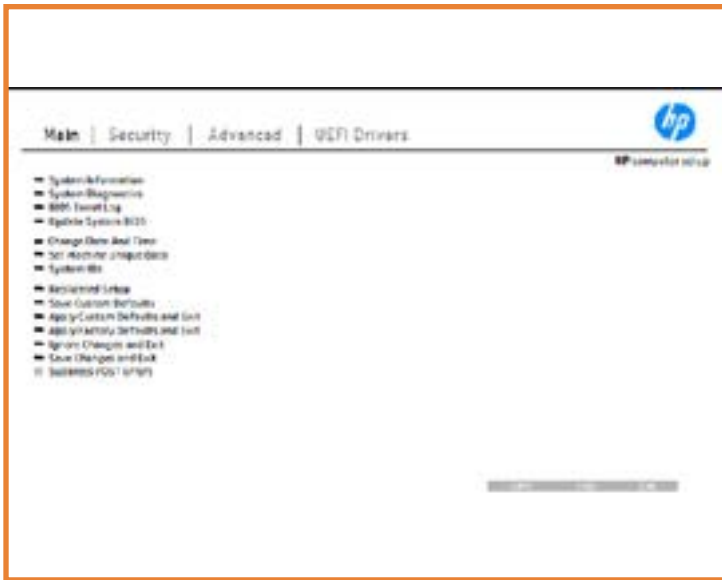 hp
Main | Security | Advanced | UEFI Drivers
HP computer setup
System Information
System Diagnostics
BIOS Event Log
Update System BIOS
Change Date And Time
Set Machine Unique Data
System IDs
Replicated Setup
Save Custom Defaults
Apply Custom Defaults and Exit
Apply Factory Defaults and Exit
Ignore Changes and Exit
Save Changes and Exit
Suppress POST Errors